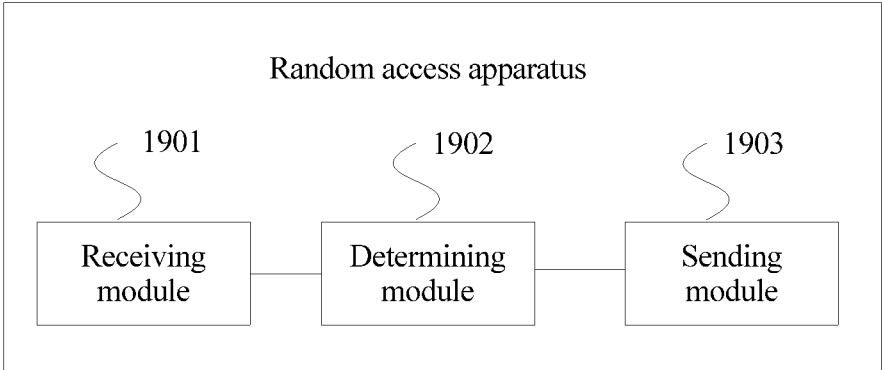 Random access apparatus
1901
1902
1903
Receiving
module
Determining
module
Sending
module